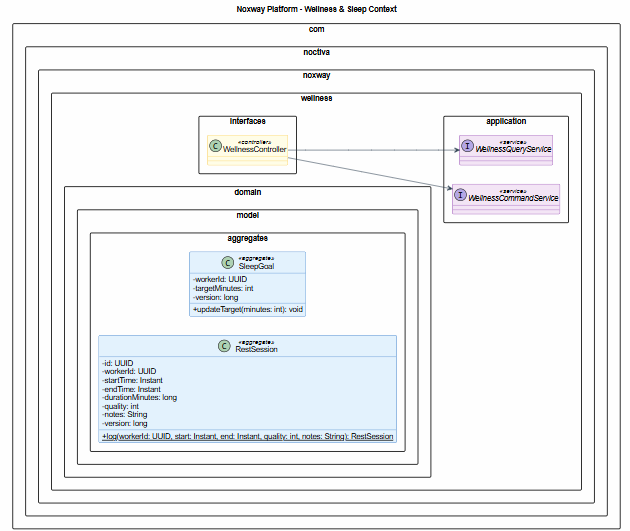 Noxway Platform - Wellness & Sleep Context
com
noctiva
noxway
wellness
interfaces
«controller»
C WellnessController
application
«service»
I WellnessQueryService
«service»
I WellnessCommandService
domain
model
aggregates
«aggregate»
C SleepGoal
-workerId: UUID
-targetMinutes: int
-version: long
+updateTarget(minutes: int): void
«aggregate»
C RestSession
-id: UUID
-workerId: UUID
-startTime: Instant
-endTime: Instant
-durationMinutes: long
-quality: int
-notes: String
-version: long
+log(workerId: UUID, start: Instant, end: Instant, quality: int, notes: String): RestSession